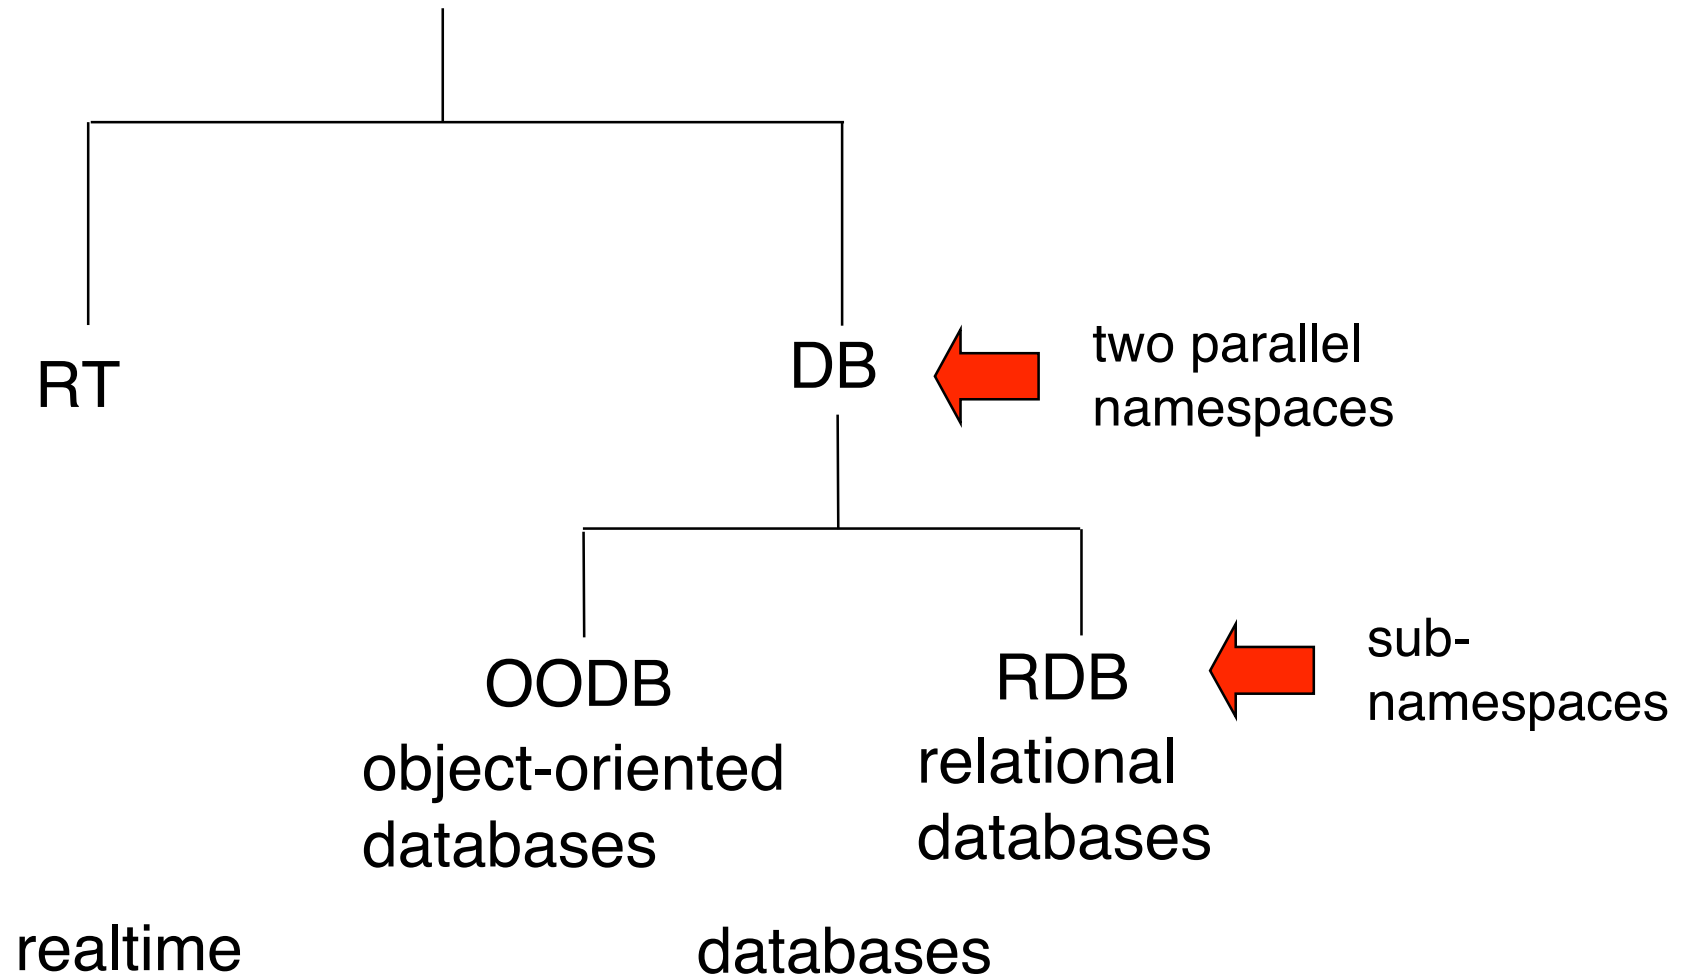 RT
DB
two parallel
namespaces
OODB
object-oriented
databases
RDB
relational
databases
sub-
namespaces
realtime
databases